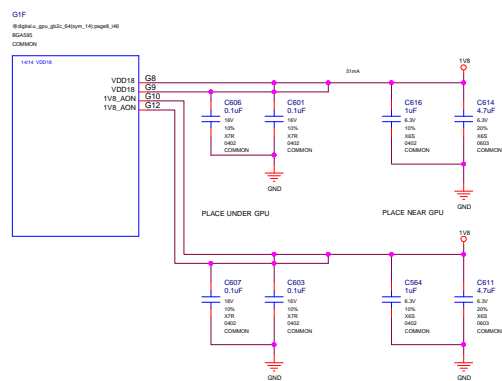 G1F
@digital.u_gpu_gb2c_64(sym_14):page8_i46
BGA595
COMMON
14/14 VDD18
VDD18 G8
VDD18 G9
1V8_AON G10
1V8_AON G12
51mA
1V8
C606
0.1uF
16V
10%
X7R
0402
COMMON
C601
0.1uF
16V
10%
X7R
0402
COMMON
C616
1uF
6.3V
10%
X6S
0402
COMMON
C614
4.7uF
6.3V
20%
X6S
0603
COMMON
GND
GND
PLACE UNDER GPU
PLACE NEAR GPU
1V8
C607
0.1uF
16V
10%
X7R
0402
COMMON
C603
0.1uF
16V
10%
X7R
0402
COMMON
C564
1uF
6.3V
10%
X6S
0402
COMMON
C611
4.7uF
6.3V
20%
X6S
0603
COMMON
GND
GND